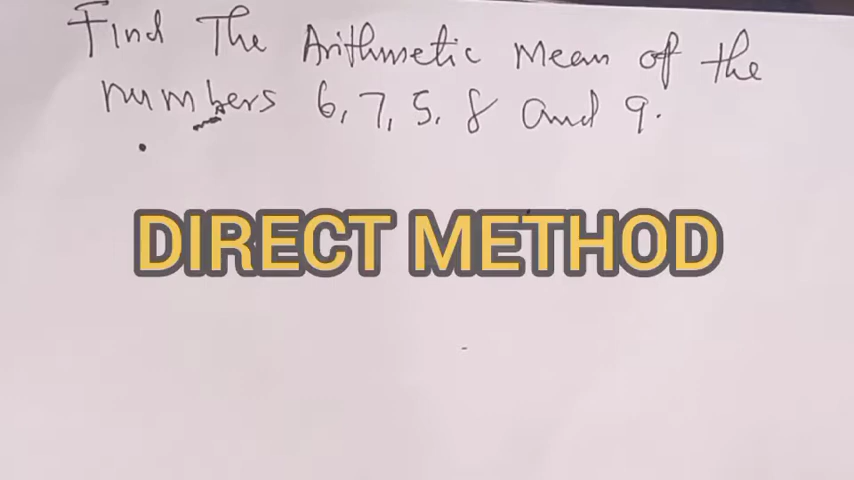 Find The Arithmetic Mean of the
numbers 6, 7, 5, 8 and 9.
DIRECT METHOD